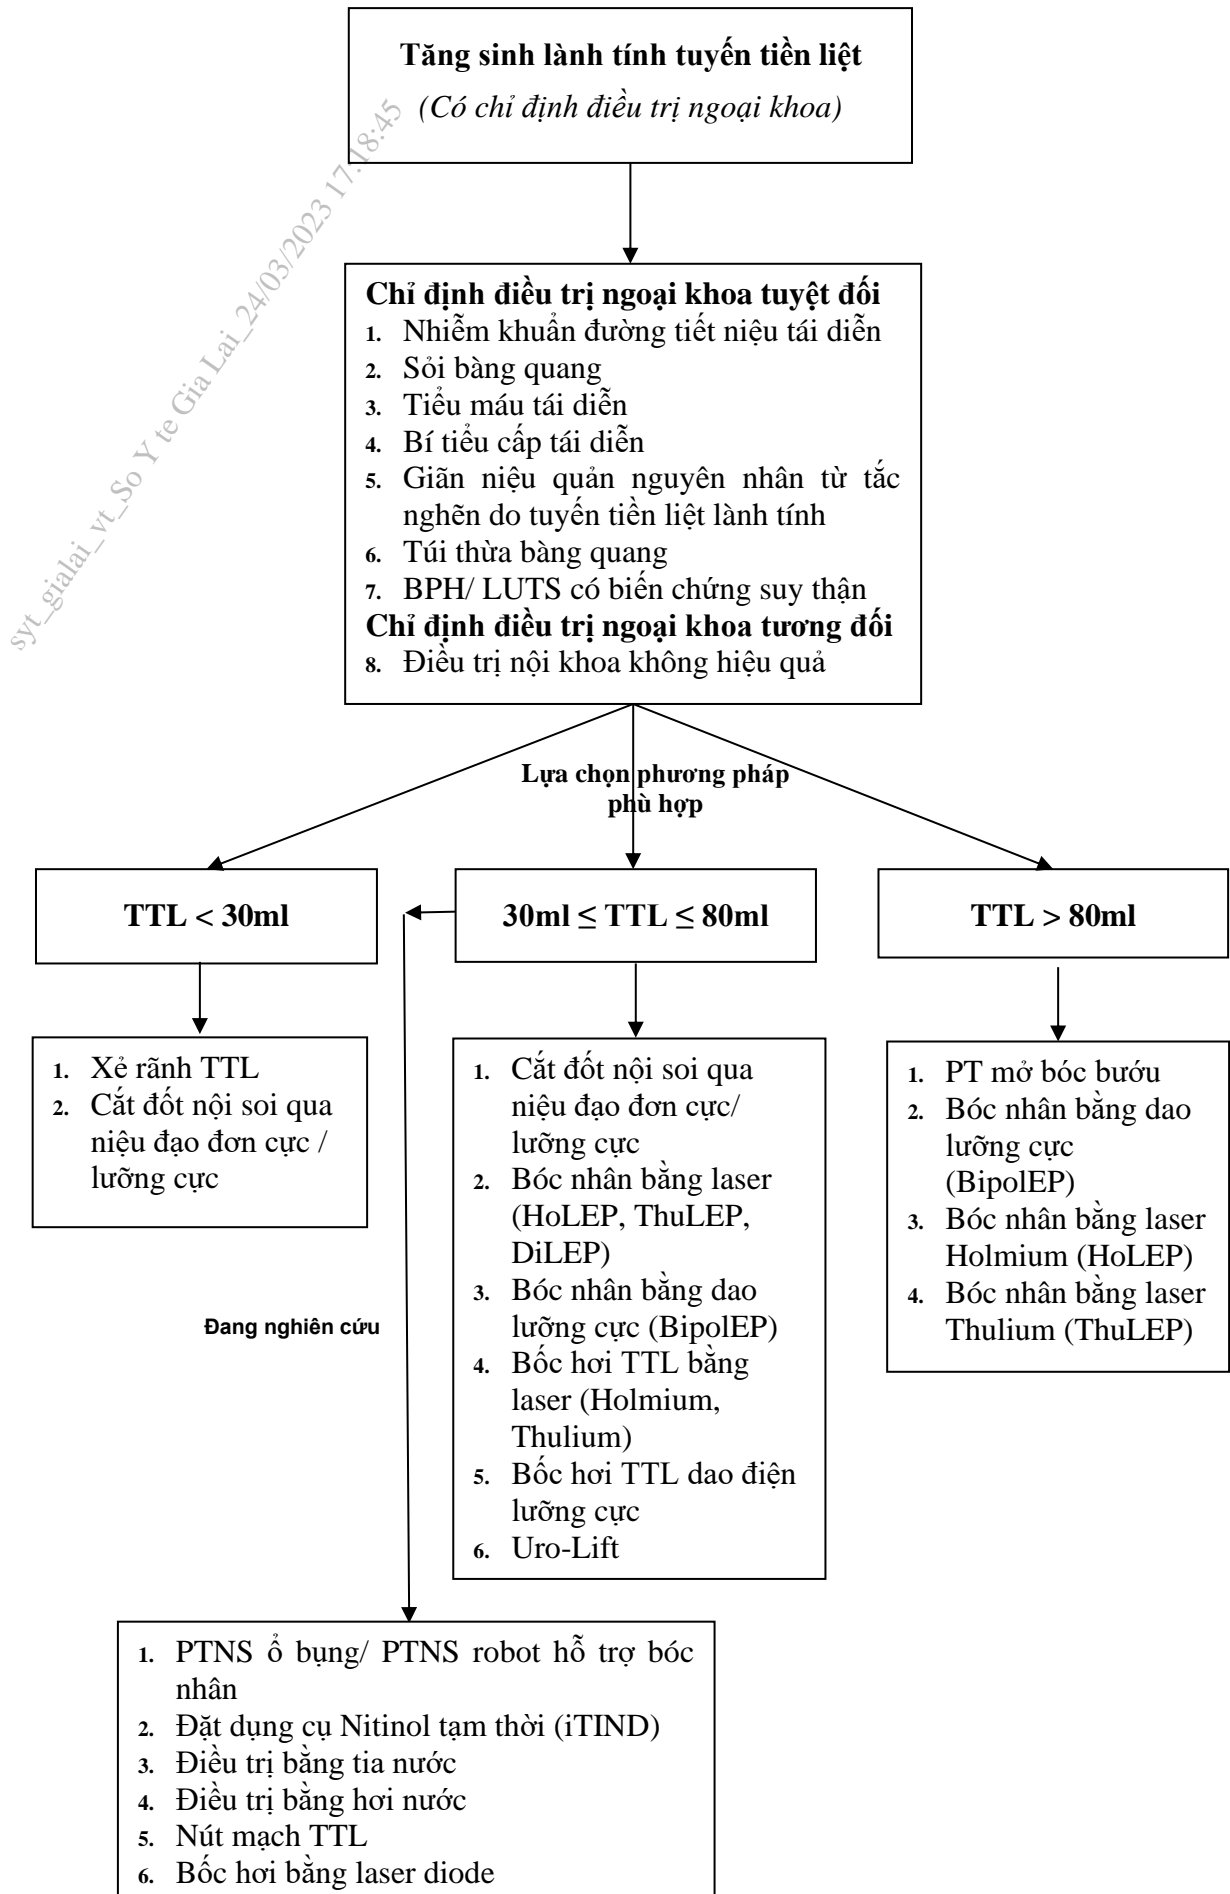 Tăng sinh lành tính tuyến tiền liệt
(Có chỉ định điều trị ngoại khoa)
syt_gialai_vt_So Y te Gia Lai_24/03/2023 17:18:45
Chỉ định điều trị ngoại khoa tuyệt đối
1. Nhiễm khuẩn đường tiết niệu tái diễn
2. Sỏi bàng quang
3. Tiểu máu tái diễn
4. Bí tiểu cấp tái diễn
5. Giãn niệu quản nguyên nhân từ tắc
nghẽn do tuyến tiền liệt lành tính
6. Túi thừa bàng quang
7. BPH/ LUTS có biến chứng suy thận
Chỉ định điều trị ngoại khoa tương đối
8. Điều trị nội khoa không hiệu quả
Lựa chọn phương pháp
phù hợp
TTL < 30ml
30ml ≤ TTL ≤ 80ml
TTL > 80ml
1. Xẻ rãnh TTL
2. Cắt đốt nội soi qua
niệu đạo đơn cực /
lưỡng cực
1. Cắt đốt nội soi qua
niệu đạo đơn cực/
lưỡng cực
2. Bóc nhân bằng laser
(HoLEP, ThuLEP,
DiLEP)
3. Bóc nhân bằng dao
lưỡng cực (BipolEP)
4. Bốc hơi TTL bằng
laser (Holmium,
Thulium)
5. Bốc hơi TTL dao điện
lưỡng cực
6. Uro-Lift
1. PT mở bóc bướu
2. Bóc nhân bằng dao
lưỡng cực
(BipolEP)
3. Bóc nhân bằng laser
Holmium (HoLEP)
4. Bóc nhân bằng laser
Thulium (ThuLEP)
Đang nghiên cứu
1. PTNS ổ bụng/ PTNS robot hỗ trợ bóc
nhân
2. Đặt dụng cụ Nitinol tạm thời (iTIND)
3. Điều trị bằng tia nước
4. Điều trị bằng hơi nước
5. Nút mạch TTL
6. Bốc hơi bằng laser diode